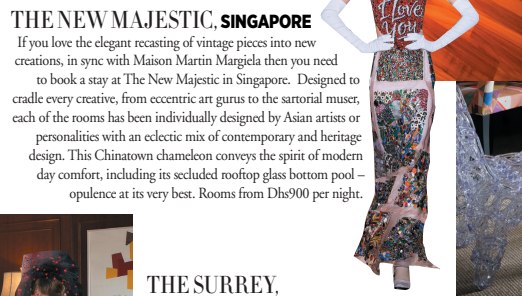 THE NEW MAJESTIC, SINGAPORE
If you love the elegant recasting of vintage pieces into new
creations, in sync with Maison Martin Margiela then you need
to book a stay at The New Majestic in Singapore. Designed to
cradle every creative, from eccentric art gurus to the sartorial muser,
each of the rooms has been individually designed by Asian artists or
personalities with an eclectic mix of contemporary and heritage
design. This Chinatown chameleon conveys the spirit of modern
day comfort, including its secluded rooftop glass bottom pool –
opulence at its very best. Rooms from Dhs900 per night.
I Love
You
THE SURREY,